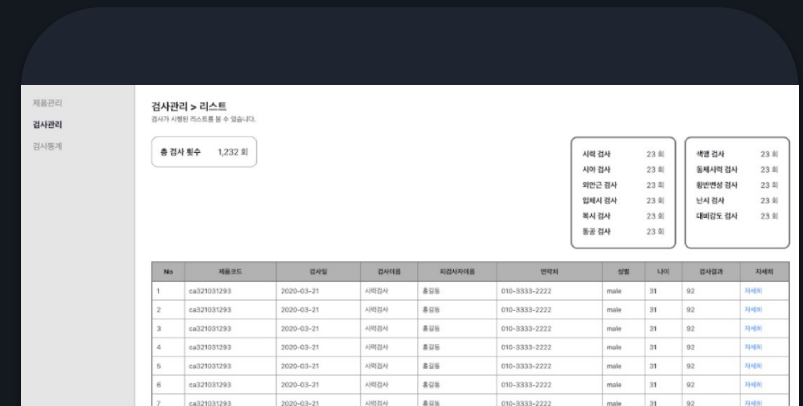 제품관리
검사관리
검사통계
검사관리 > 리스트
검사가 시행된 리스트를 볼 수 있습니다.
총 검사 횟수 1,232 회
시력 검사 23 회
시야 검사 23 회
외안근 검사 23 회
입체시 검사 23 회
복시 검사 23 회
동공 검사 23 회
색맹 검사 23 회
동체시력 검사 23 회
황반변성 검사 23 회
난시 검사 23 회
대비감도 검사 23 회
No 제품코드 검사일 검사이름 피검사자이름 연락처 성별 나이 검사결과 자세히
1 ca321031293 2020-03-21 시력검사 홍길동 010-3333-2222 male 31 92 자세히
2 ca321031293 2020-03-21 시력검사 홍길동 010-3333-2222 male 31 92 자세히
3 ca321031293 2020-03-21 시력검사 홍길동 010-3333-2222 male 31 92 자세히
4 ca321031293 2020-03-21 시력검사 홍길동 010-3333-2222 male 31 92 자세히
5 ca321031293 2020-03-21 시력검사 홍길동 010-3333-2222 male 31 92 자세히
6 ca321031293 2020-03-21 시력검사 홍길동 010-3333-2222 male 31 92 자세히
7 ca321031293 2020-03-21 시력검사 홍길동 010-3333-2222 male 31 92 자세히